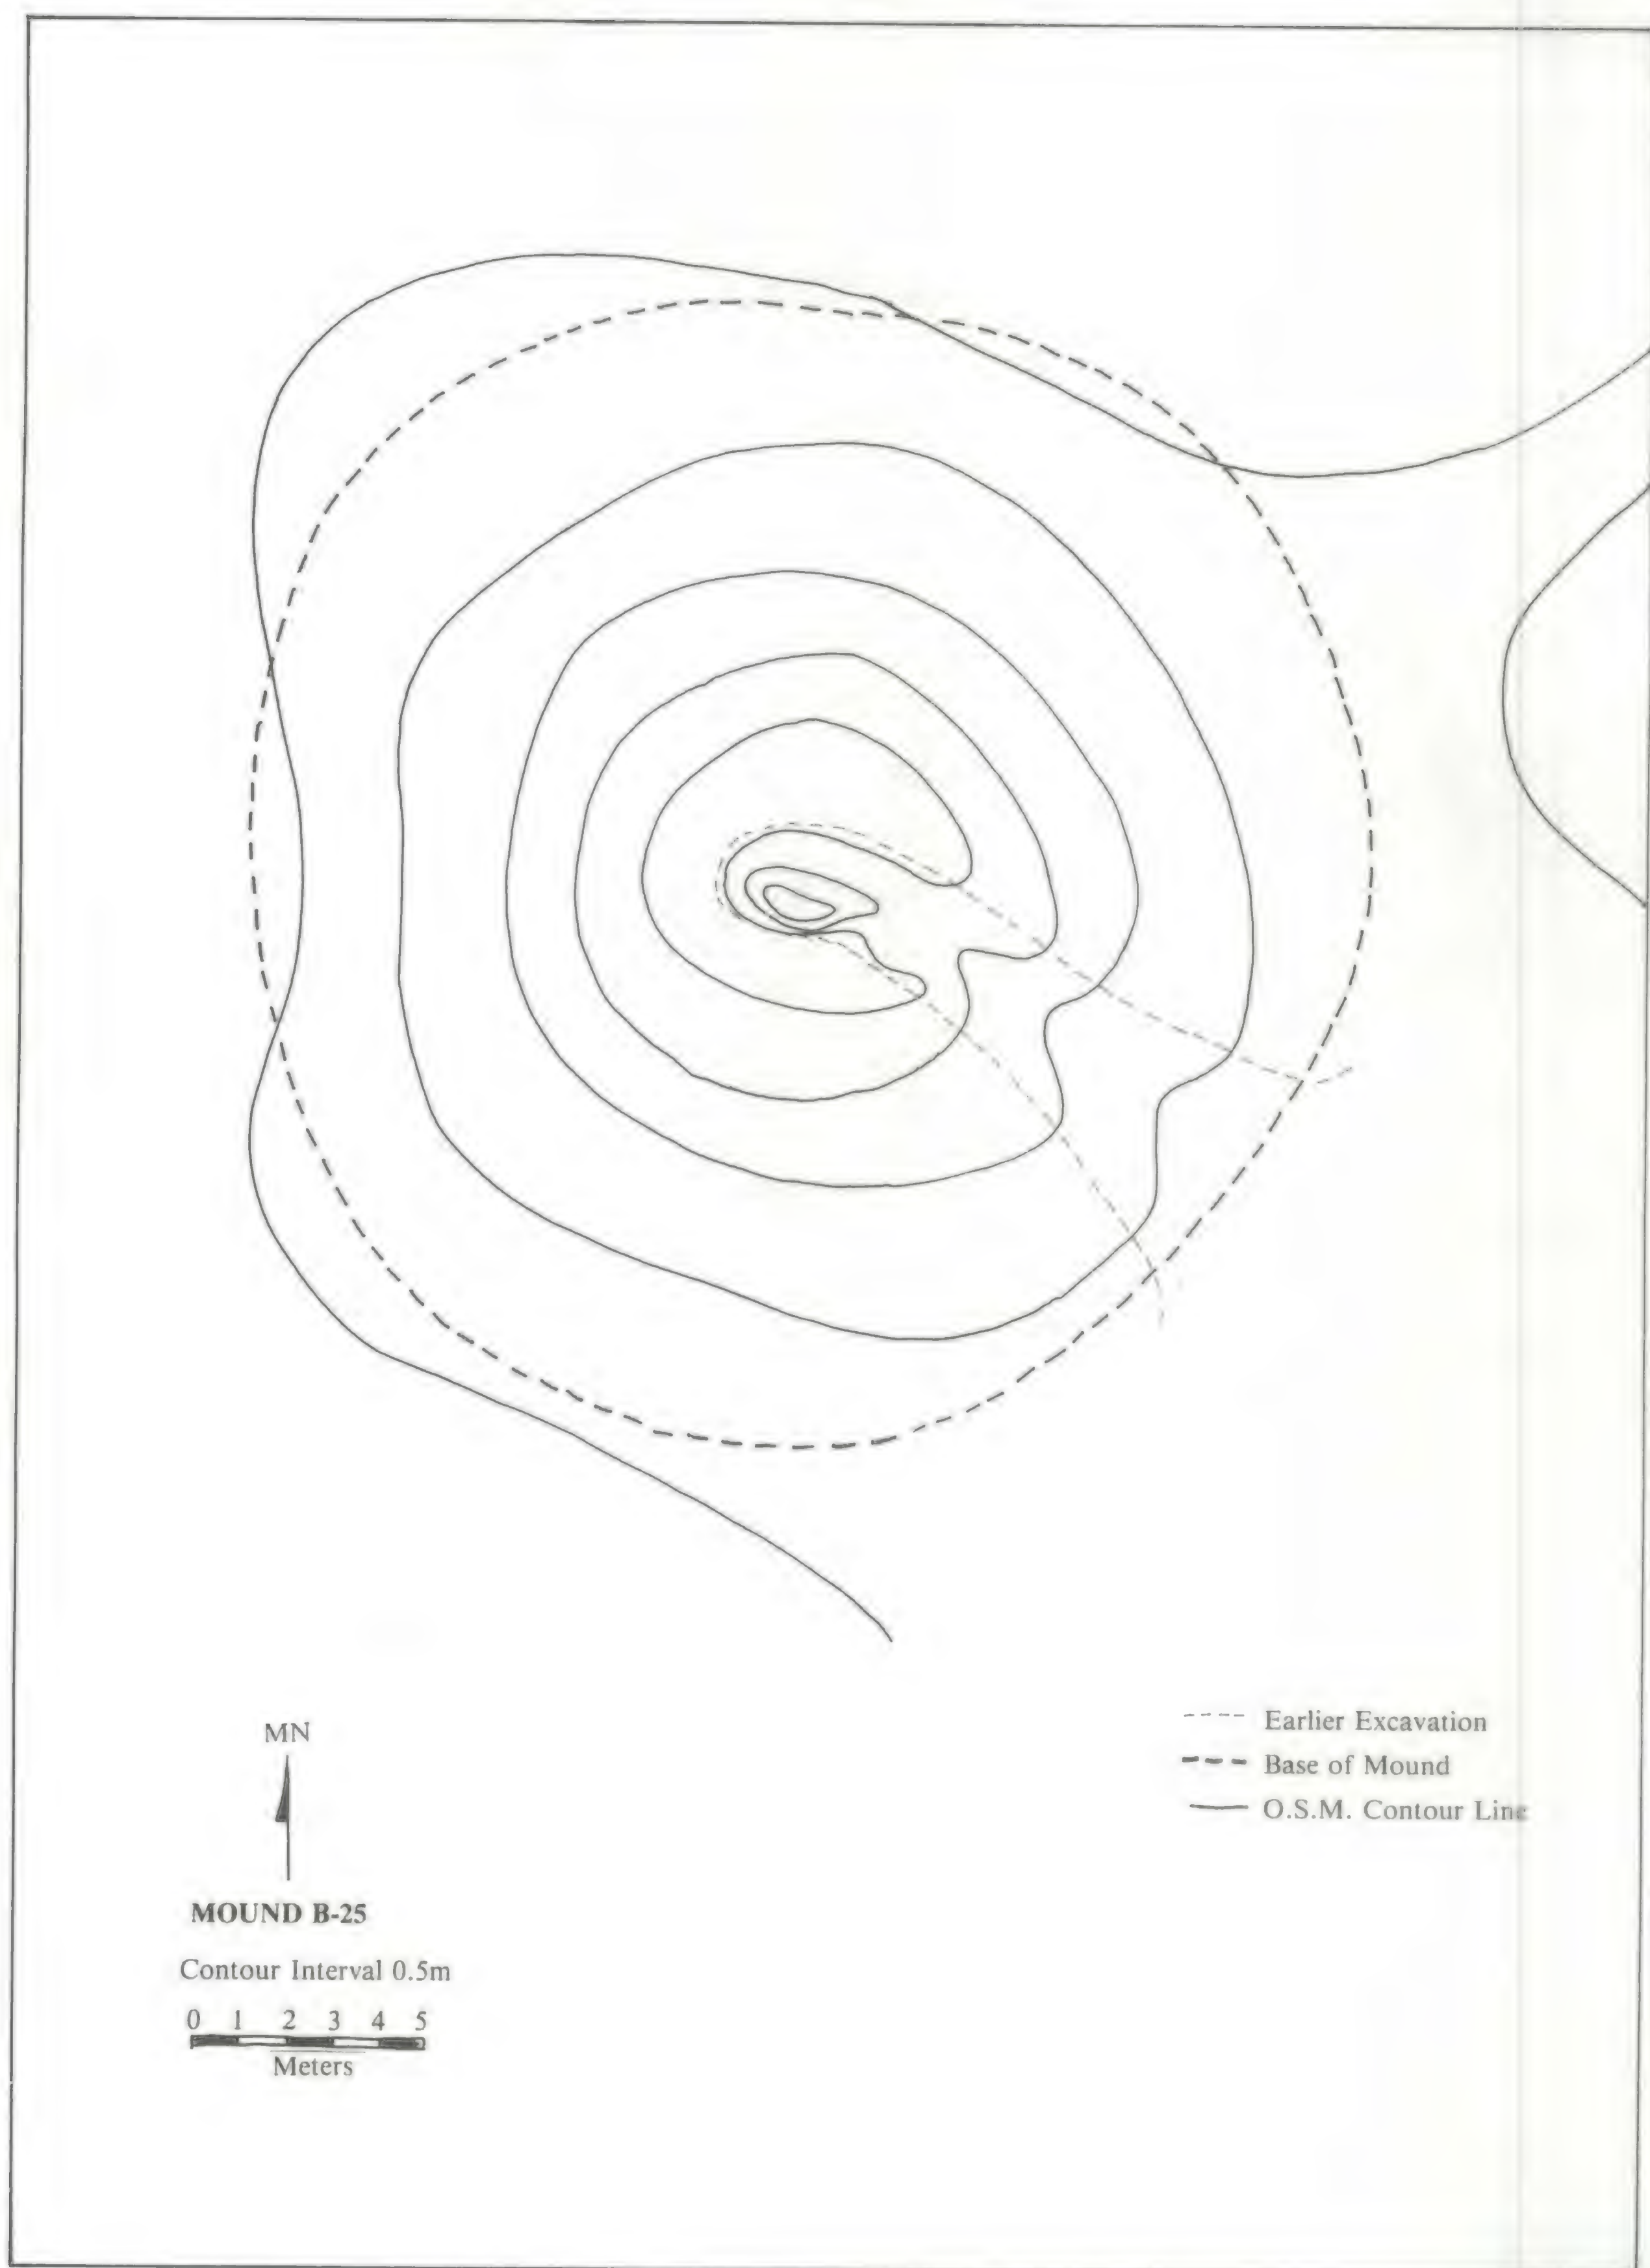 MN
MOUND B-25
Contour Interval 0.5m
0 1 2 3 4 5
Meters
Earlier Excavation
Base of Mound
O.S.M. Contour Line